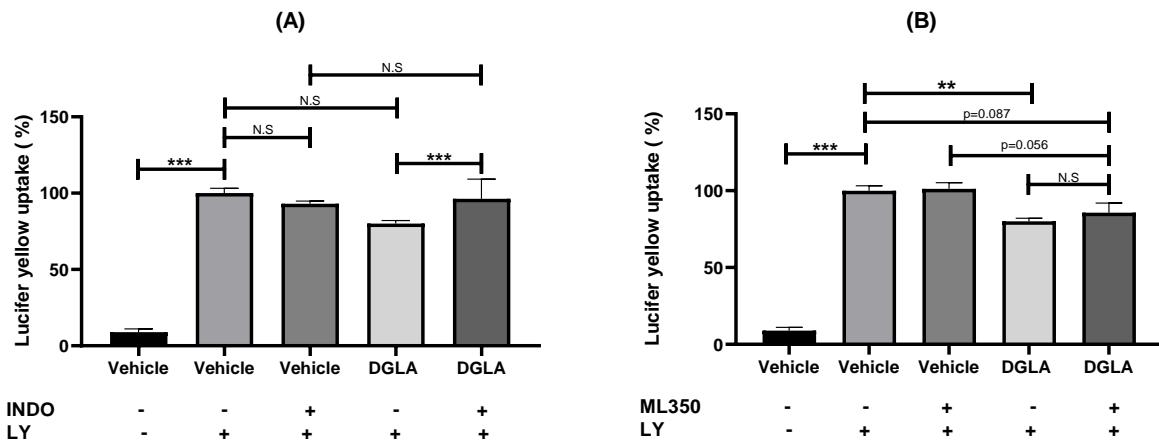 (A)
N.S
N.S
N.S
***
***
Lucifer yellow uptake ( %)
150
100
50
0
Vehicle Vehicle Vehicle DGLA DGLA
INDO - - + - +
LY - + + + +
(B)
**
p=0.087
p=0.056
***
N.S
Lucifer yellow uptake ( %)
150
100
50
0
Vehicle Vehicle Vehicle DGLA DGLA
ML350 - - + - +
LY - + + + +